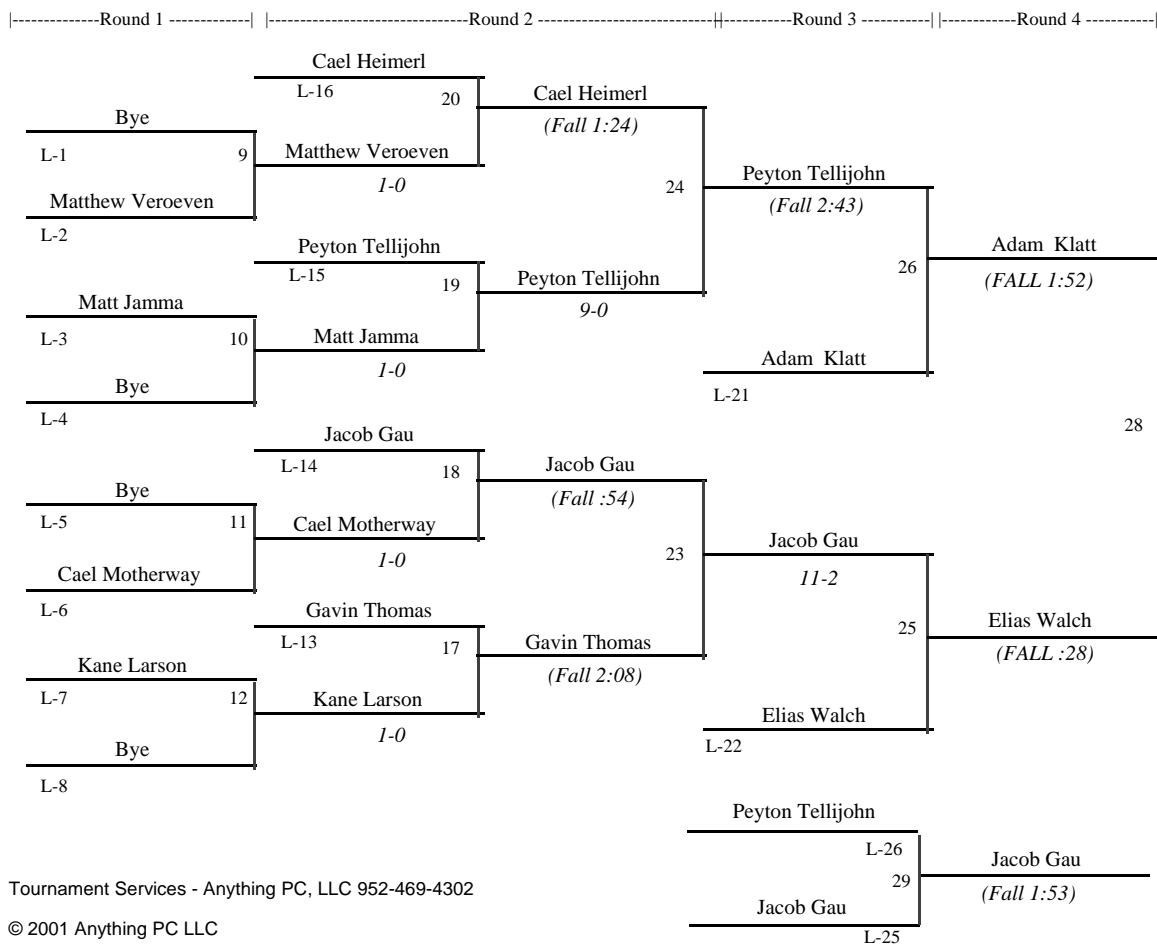 |-------------Round 1 -------------| |-------------------------------Round 2 ---------------------------||-----------Round 3 -----------| |-----------Round 4 -----------|
Cael Heimerl
L-16
20
Cael Heimerl
(Fall 1:24)
Bye
L-1
9
Matthew Veroeven
1-0
Matthew Veroeven
L-2
24
Peyton Tellijohn
(Fall 2:43)
Peyton Tellijohn
L-15
19
Peyton Tellijohn
9-0
26
Adam Klatt
(FALL 1:52)
Matt Jamma
L-3
10
Matt Jamma
1-0
Adam Klatt
L-21
Bye
L-4
28
Jacob Gau
L-14
18
Jacob Gau
(Fall :54)
Bye
L-5
11
Cael Motherway
1-0
23
Jacob Gau
11-2
Cael Motherway
L-6
Gavin Thomas
L-13
17
Gavin Thomas
(Fall 2:08)
25
Elias Walch
(FALL :28)
Kane Larson
L-7
12
Kane Larson
1-0
Elias Walch
L-22
Bye
L-8
Peyton Tellijohn
L-26
29
Jacob Gau
(Fall 1:53)
Jacob Gau
L-25
Tournament Services - Anything PC, LLC 952-469-4302
© 2001 Anything PC LLC